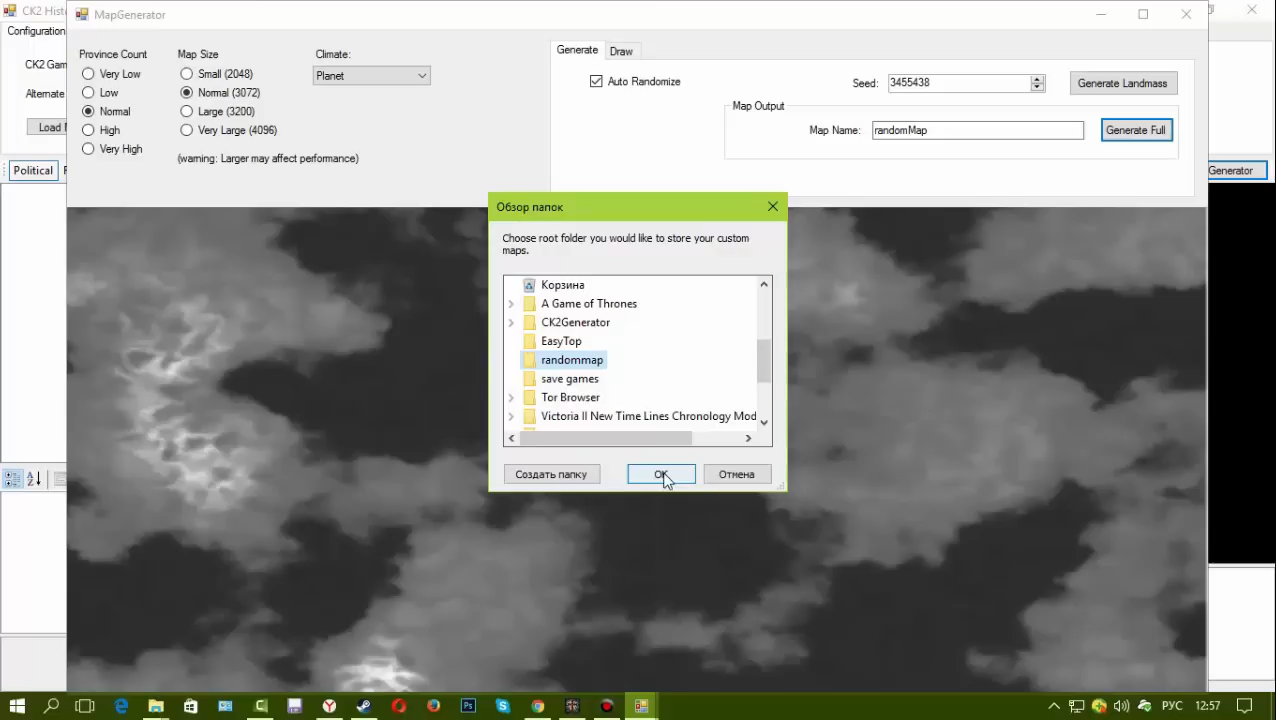 CK2 Hist
MapGenerator
Configuration
CK2 Gam
Alternate
Load
Political
Province Count
Very Low
Low
Normal
High
Very High
Map Size
Small (2048)
Normal (3072)
Large (3200)
Very Large (4096)
(warning: Larger may affect performance)
Climate:
Planet
Generate
Draw
Auto Randomize
Seed:
3455438
Generate Landmass
Map Output
Map Name:
randomMap
Generate Full
Generator
Обзор папок
Choose root folder you would like to store your custom
maps.
Корзина
A Game of Thrones
CK2Generator
EasyTop
randommap
save games
Tor Browser
Victoria II New Time Lines Chronology Mod
Создать папку
OK
Отмена
РУС
12:57